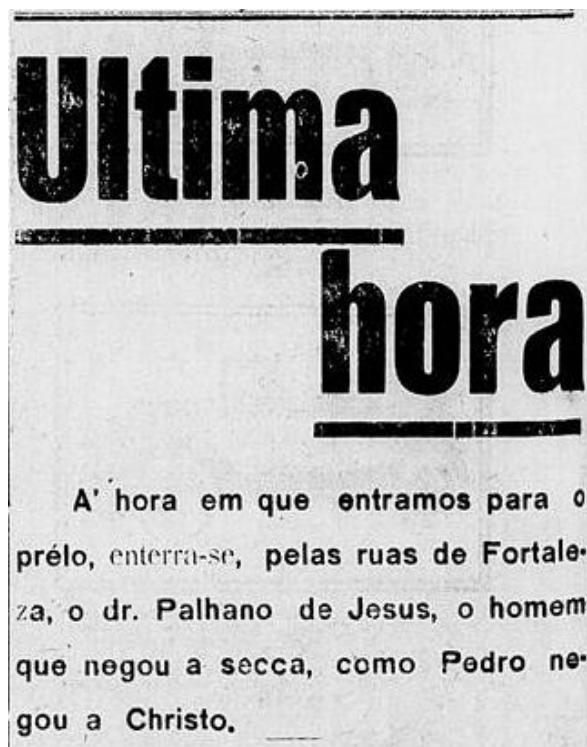 Ultima
hora
A' hora em que entramos para o
prélo, enterra-se, pelas ruas de Fortale-
za, o dr. Palhano de Jesus, o homem
que negou a secca, como Pedro ne-
gou a Christo.